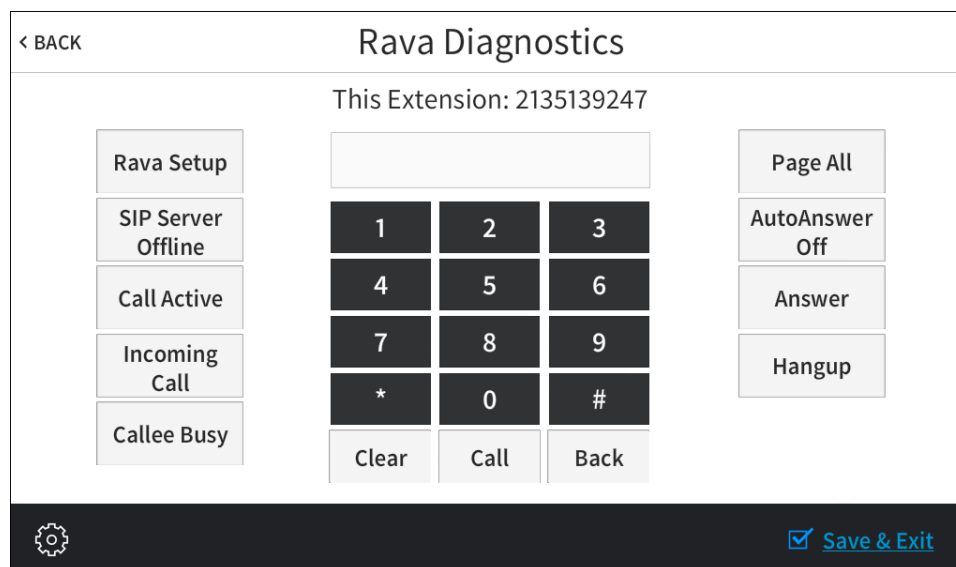 < BACK
Rava Diagnostics
This Extension: 2135139247
Rava Setup
SIP Server
Offline
Call Active
Incoming
Call
Callee Busy
1 2 3
4 5 6
7 8 9
* 0 #
Clear Call Back
Page All
AutoAnswer
Off
Answer
Hangup
Save & Exit